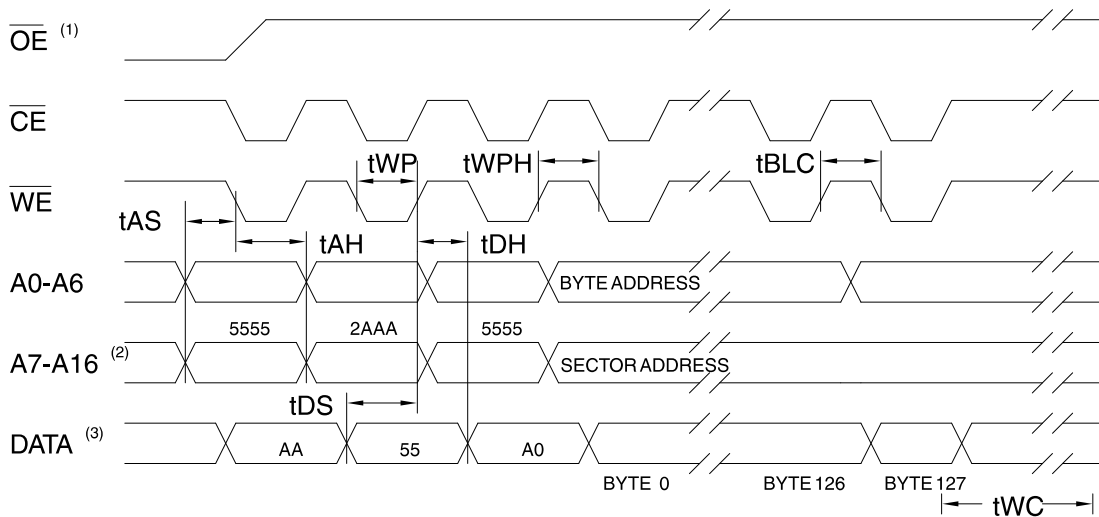 OE (1)
CE
tWP tWPH tBLC
WE
tAS
tAH tDH
A0-A6 BYTE ADDRESS
5555 2AAA 5555
A7-A16 (2) SECTOR ADDRESS
tDS
DATA (3) AA 55 A0
BYTE 0 BYTE 126 BYTE 127
tWC